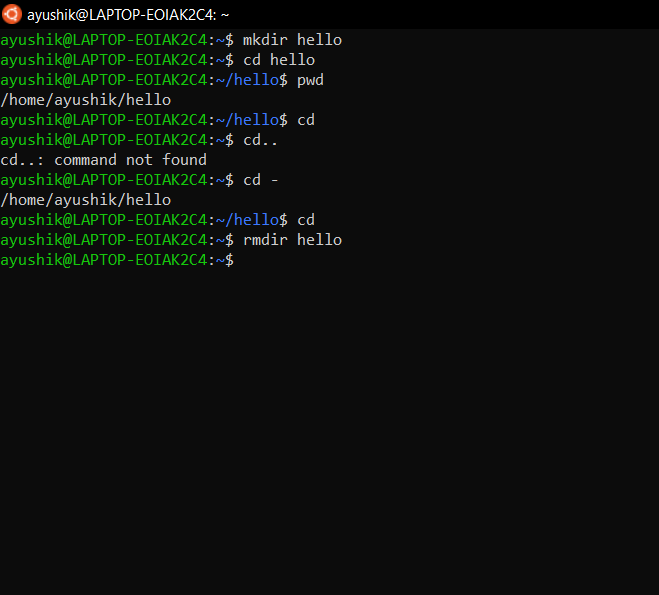 ayushik@LAPTOP-EOIAK2C4: ~
ayushik@LAPTOP-EOIAK2C4:~$ mkdir hello
ayushik@LAPTOP-EOIAK2C4:~$ cd hello
ayushik@LAPTOP-EOIAK2C4:~/hello$ pwd
/home/ayushik/hello
ayushik@LAPTOP-EOIAK2C4:~/hello$ cd
ayushik@LAPTOP-EOIAK2C4:~$ cd..
cd..: command not found
ayushik@LAPTOP-EOIAK2C4:~$ cd -
/home/ayushik/hello
ayushik@LAPTOP-EOIAK2C4:~/hello$ cd
ayushik@LAPTOP-EOIAK2C4:~$ rmdir hello
ayushik@LAPTOP-EOIAK2C4:~$